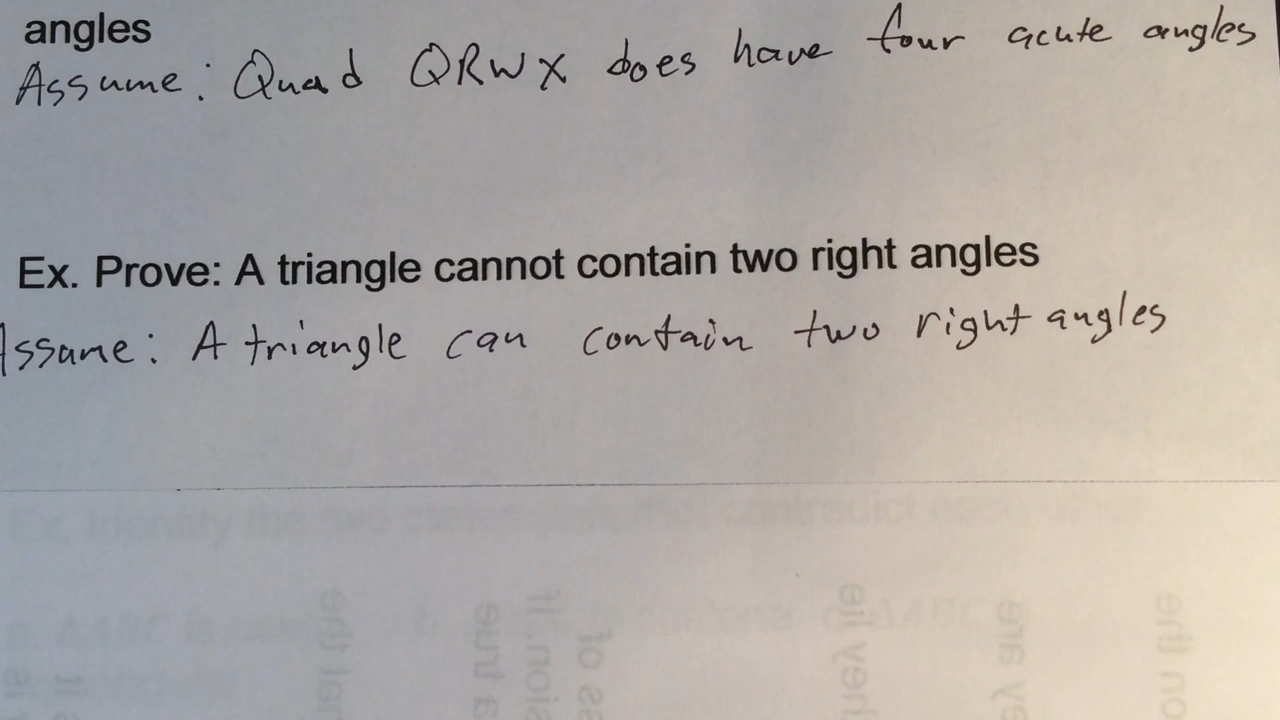 angles
Assume: Quad QRWX does have four acute angles
Ex. Prove: A triangle cannot contain two right angles
Assume: A triangle can contain two right angles